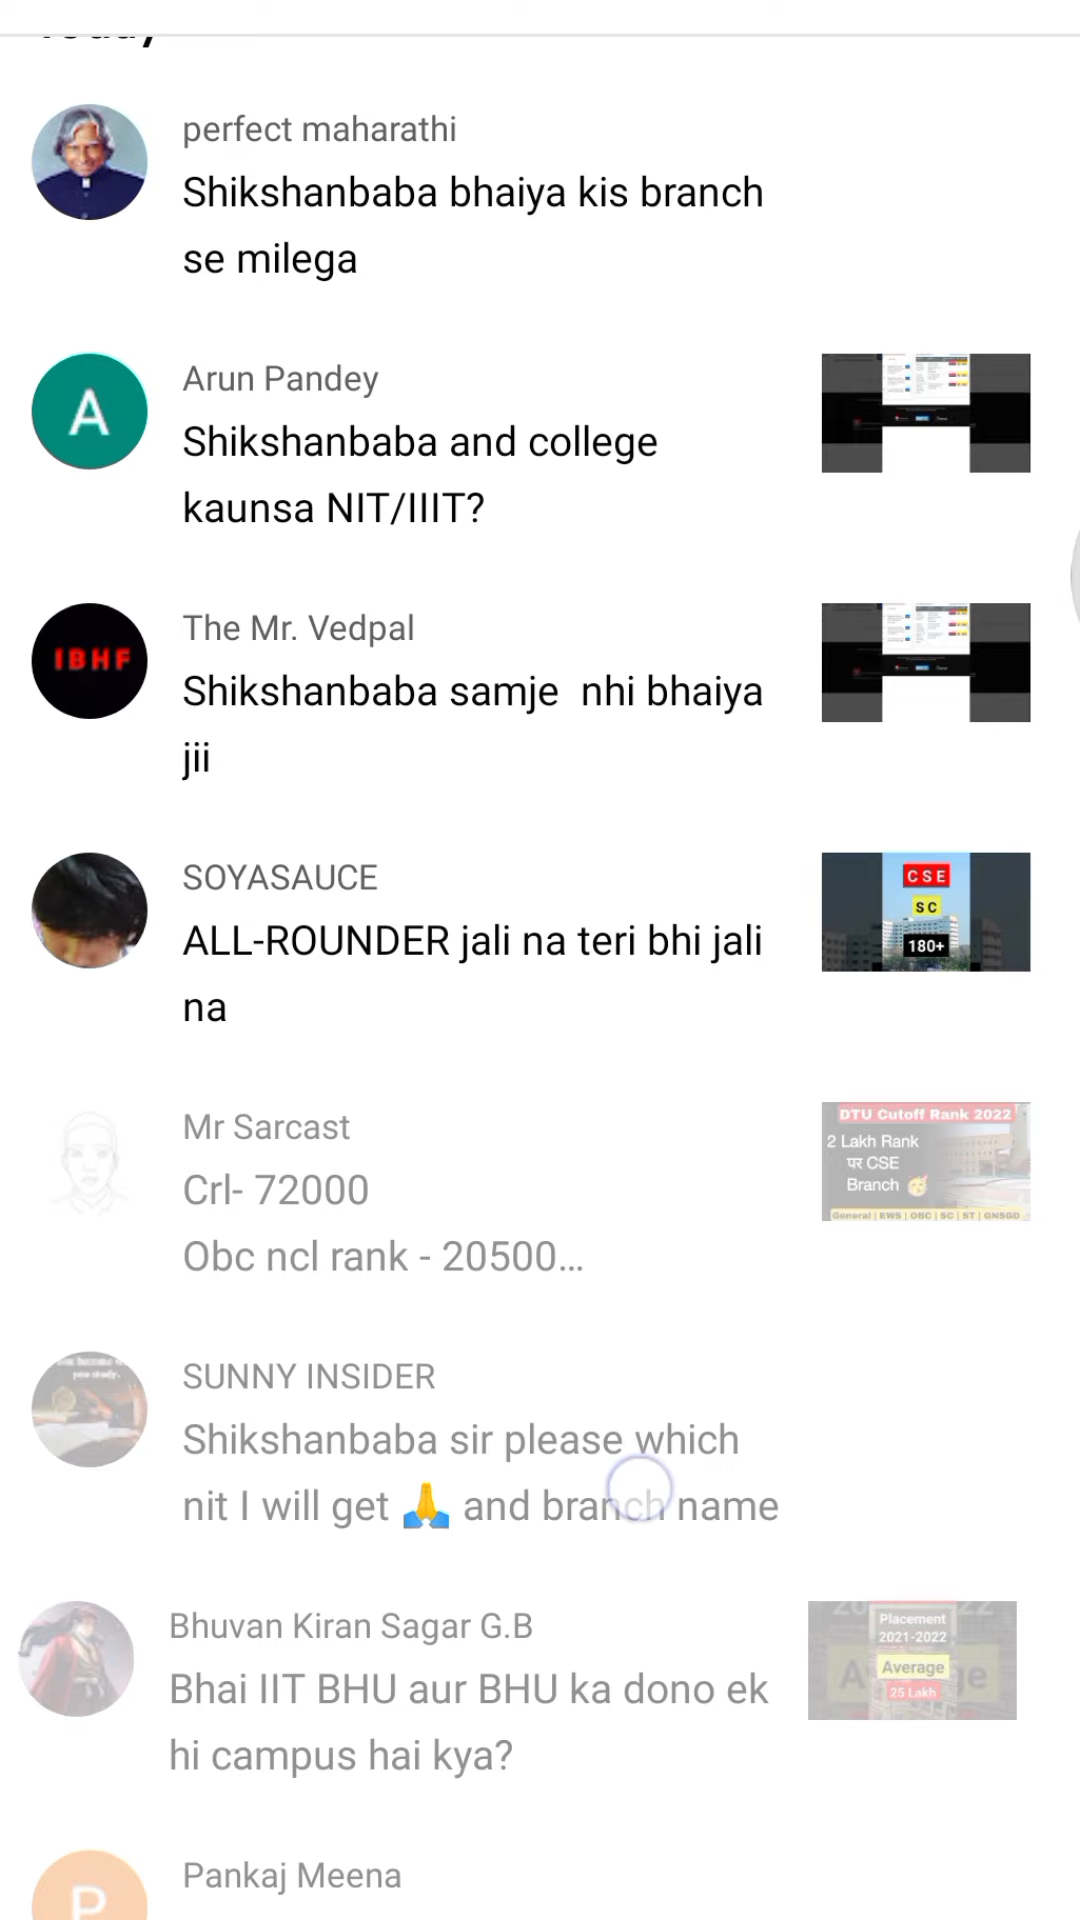 perfect maharathi
Shikshanbaba bhaiya kis branch
se milega
Arun Pandey
A
Shikshanbaba and college
kaunsa NIT/IIIT?
The Mr. Vedpal
IBHF
Shikshanbaba samje  nhi bhaiya
jii
SOYASAUCE
ALL-ROUNDER jali na teri bhi jali
na
CSE
SC
180+
Mr Sarcast
Crl- 72000
Obc ncl rank - 20500...
DTU Cutoff Rank 2022
2 Lakh Rank
पर CSE
Branch 🥳
General | EWS | OBC | SC | ST | GNSGD
SUNNY INSIDER
Shikshanbaba sir please which
nit I will get 🙏 and branch name
you study.
Bhuvan Kiran Sagar G.B
Bhai IIT BHU aur BHU ka dono ek
hi campus hai kya?
Placement
2021-2022
Average
25 Lakh
Pankaj Meena
P